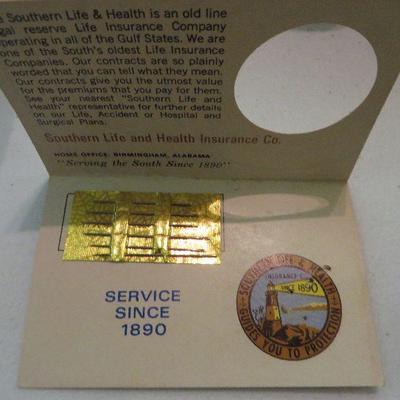 Southern Life & Health is an old line
reserve Life Insurance Company
in all of the Gulf States. We are
one of the South's oldest Life Insurance
Companies. Our contracts are so plainly
worded that you can tell what they mean.
Our contracts give you the utmost value
for the premiums that you pay for them.
See your nearest "Southern Life and
Health" representative for further details
on our Life, Accident or Hospital and
Surgical Plans.
Southern Life and Health Insurance Co.
HOME OFFICE: BIRMINGHAM, ALABAMA
"Serving the South Since 1890"
SERVICE
SINCE
1890
SOUTHERN LIFE & HEALTH
INSURANCE
SINCE 1890
GUIDES YOU TO PROTECTION